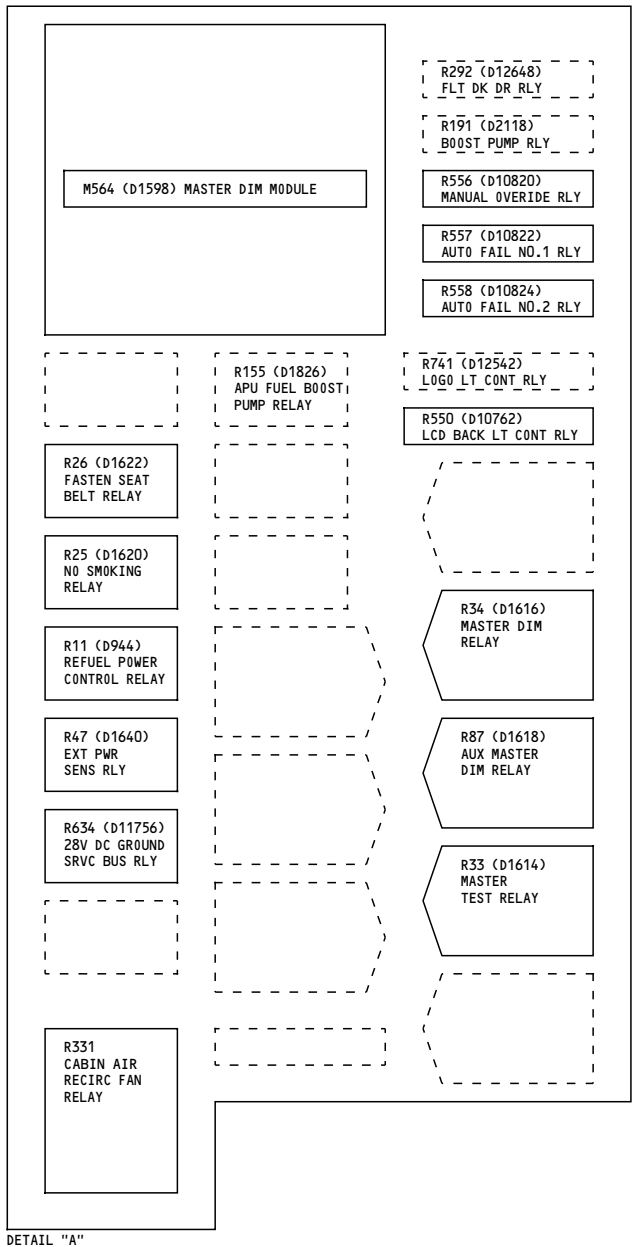 M564 (D1598) MASTER DIM MODULE
R292 (D12648)
FLT DK DR RLY
R191 (D2118)
BOOST PUMP RLY
R556 (D10820)
MANUAL OVERIDE RLY
R557 (D10822)
AUTO FAIL NO.1 RLY
R558 (D10824)
AUTO FAIL NO.2 RLY
R155 (D1826)
APU FUEL BOOST
PUMP RELAY
R741 (D12542)
LOGO LT CONT RLY
R550 (D10762)
LCD BACK LT CONT RLY
R26 (D1622)
FASTEN SEAT
BELT RELAY
R25 (D1620)
NO SMOKING
RELAY
R11 (D944)
REFUEL POWER
CONTROL RELAY
R47 (D1640)
EXT PWR
SENS RLY
R634 (D11756)
28V DC GROUND
SRVC BUS RLY
R34 (D1616)
MASTER DIM
RELAY
R87 (D1618)
AUX MASTER
DIM RELAY
R33 (D1614)
MASTER
TEST RELAY
R331
CABIN AIR
RECIRC FAN
RELAY
DETAIL "A"